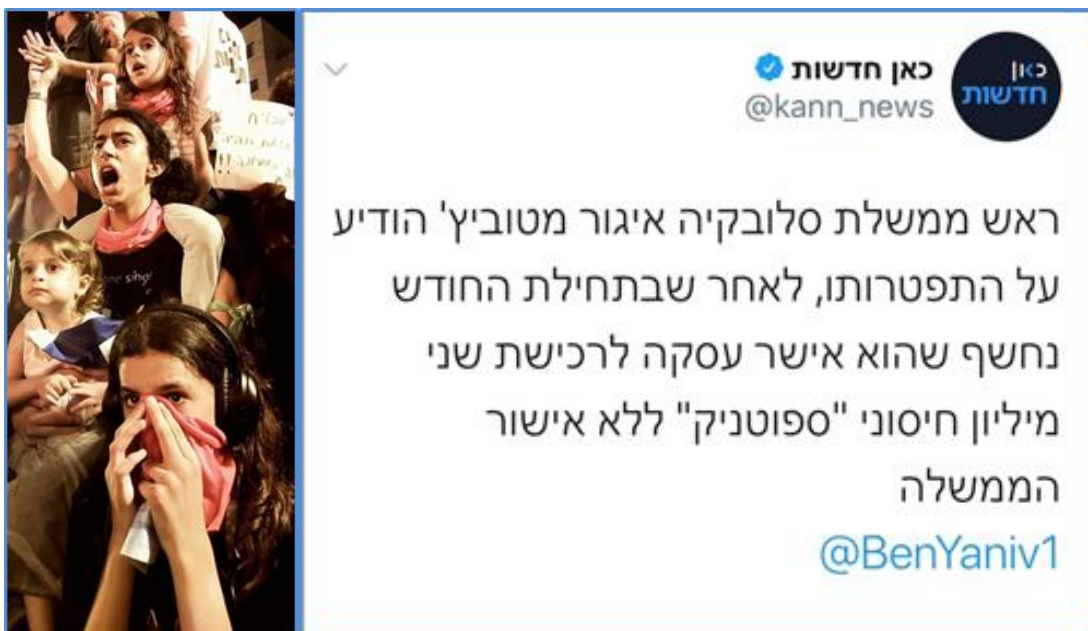 כאן חדשות
@kann_news
כאן
חדשות
ראש ממשלת סלובקיה איגור מטוביץ' הודיע
על התפטרותו, לאחר שבתחילת החודש
נחשף שהוא אישר עסקה לרכישת שני
מיליון חיסוני "ספוטניק" ללא אישור
הממשלה
@BenYaniv1